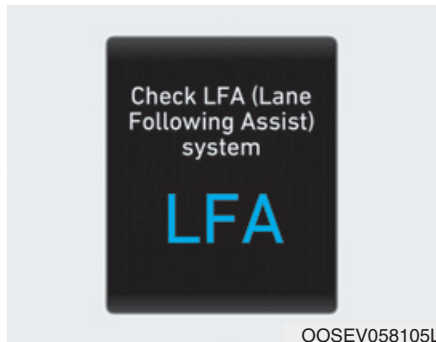 Check LFA (Lane
Following Assist)
system
LFA
OOSEV058105L